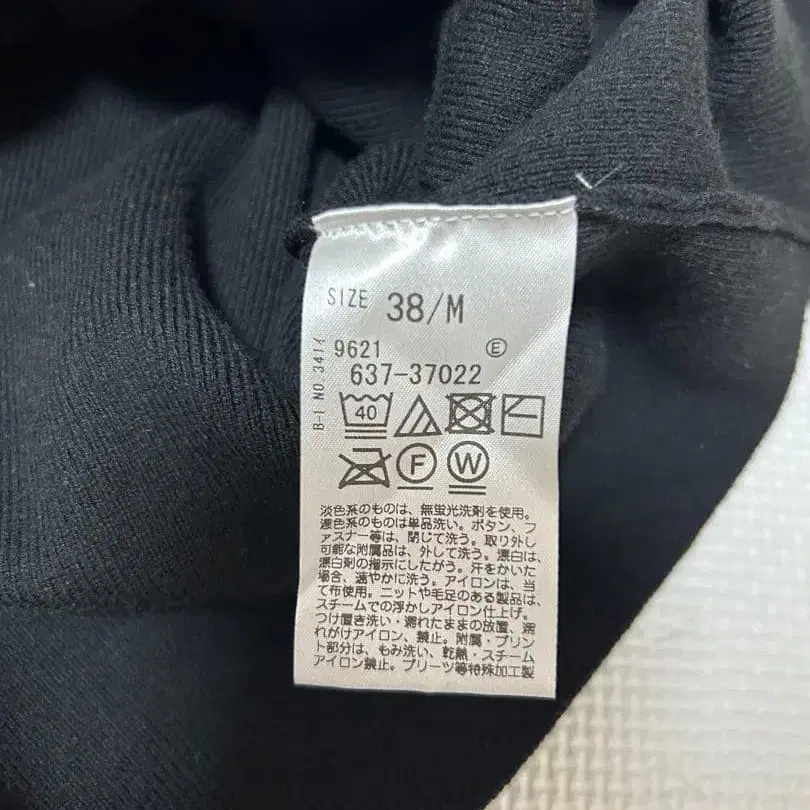 SIZE 38/M
9621 Ⓔ
637-37022
B-1 NO 341イ
40
F W
淡色系のものは、無蛍光洗剤を使用。
濃色系のものは単品洗い。ボタン、フ
ァスナー等は、閉じて洗う。取り外し
可能な附属品は、外して洗う。漂白は、
漂白剤の指示にしたがう。汗をかいた
場合、速やかに洗う。アイロンは、当
て布使用。ニットや毛足のある製品は、
スチームでの浮かしアイロン仕上げ。
つけ置き洗い・濡れたままの放置、濡
れがけアイロン、禁止。附属・プリン
ト部分は、もみ洗い、乾熱・スチーム
アイロン禁止。プリーツ等特殊加工製